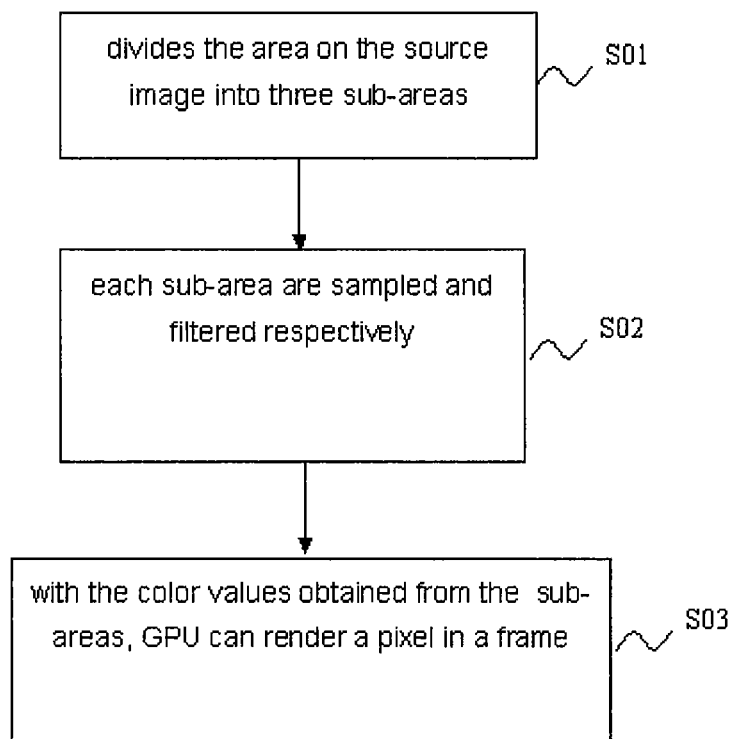 divides the area on the source
image into three sub-areas
S01
each sub-area are sampled and
filtered respectively
S02
with the color values obtained from the sub-
areas, GPU can render a pixel in a frame
S03